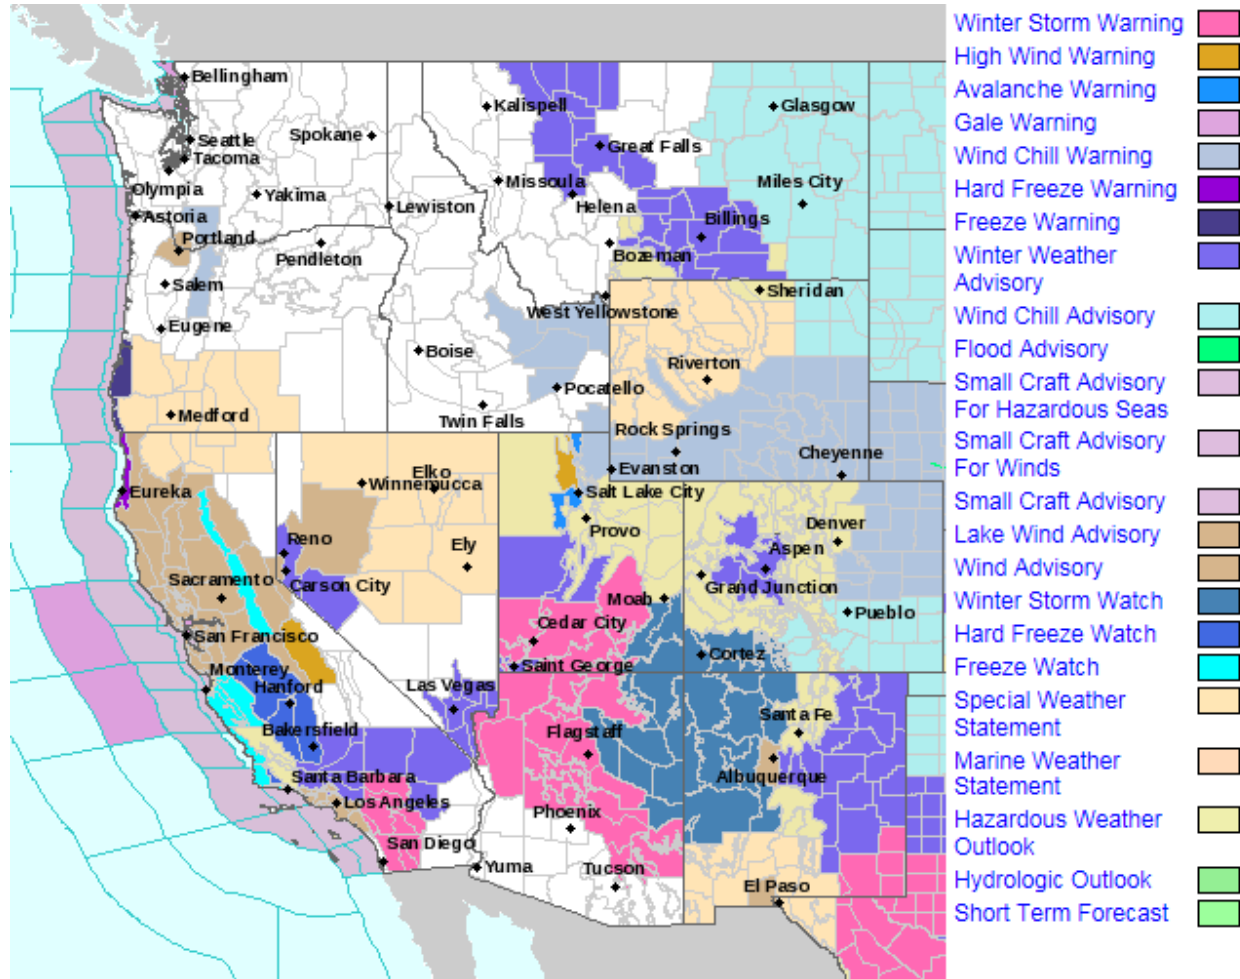 Bellingham
Seattle
Tacoma
Olympia
Astoria
Portland
Salem
Eugene
Medford
Spokane
Yakima
Pendleton
Lewiston
Kalispell
Missoula
Great Falls
Helena
Bozeman
Billings
Glasgow
Miles City
Sheridan
West Yellowstone
Boise
Pocatello
Twin Falls
Riverton
Rock Springs
Evanston
Cheyenne
Eureka
Winnemucca
Elko
Ely
Reno
Carson City
Sacramento
San Francisco
Monterey
Hanford
Bakersfield
Las Vegas
Santa Barbara
Los Angeles
San Diego
Salt Lake City
Provo
Moab
Cedar City
Saint George
Denver
Aspen
Grand Junction
Pueblo
Cortez
Flagstaff
Phoenix
Yuma
Tucson
Santa Fe
Albuquerque
El Paso
Winter Storm Warning
High Wind Warning
Avalanche Warning
Gale Warning
Wind Chill Warning
Hard Freeze Warning
Freeze Warning
Winter Weather
Advisory
Wind Chill Advisory
Flood Advisory
Small Craft Advisory
For Hazardous Seas
Small Craft Advisory
For Winds
Small Craft Advisory
Lake Wind Advisory
Wind Advisory
Winter Storm Watch
Hard Freeze Watch
Freeze Watch
Special Weather
Statement
Marine Weather
Statement
Hazardous Weather
Outlook
Hydrologic Outlook
Short Term Forecast